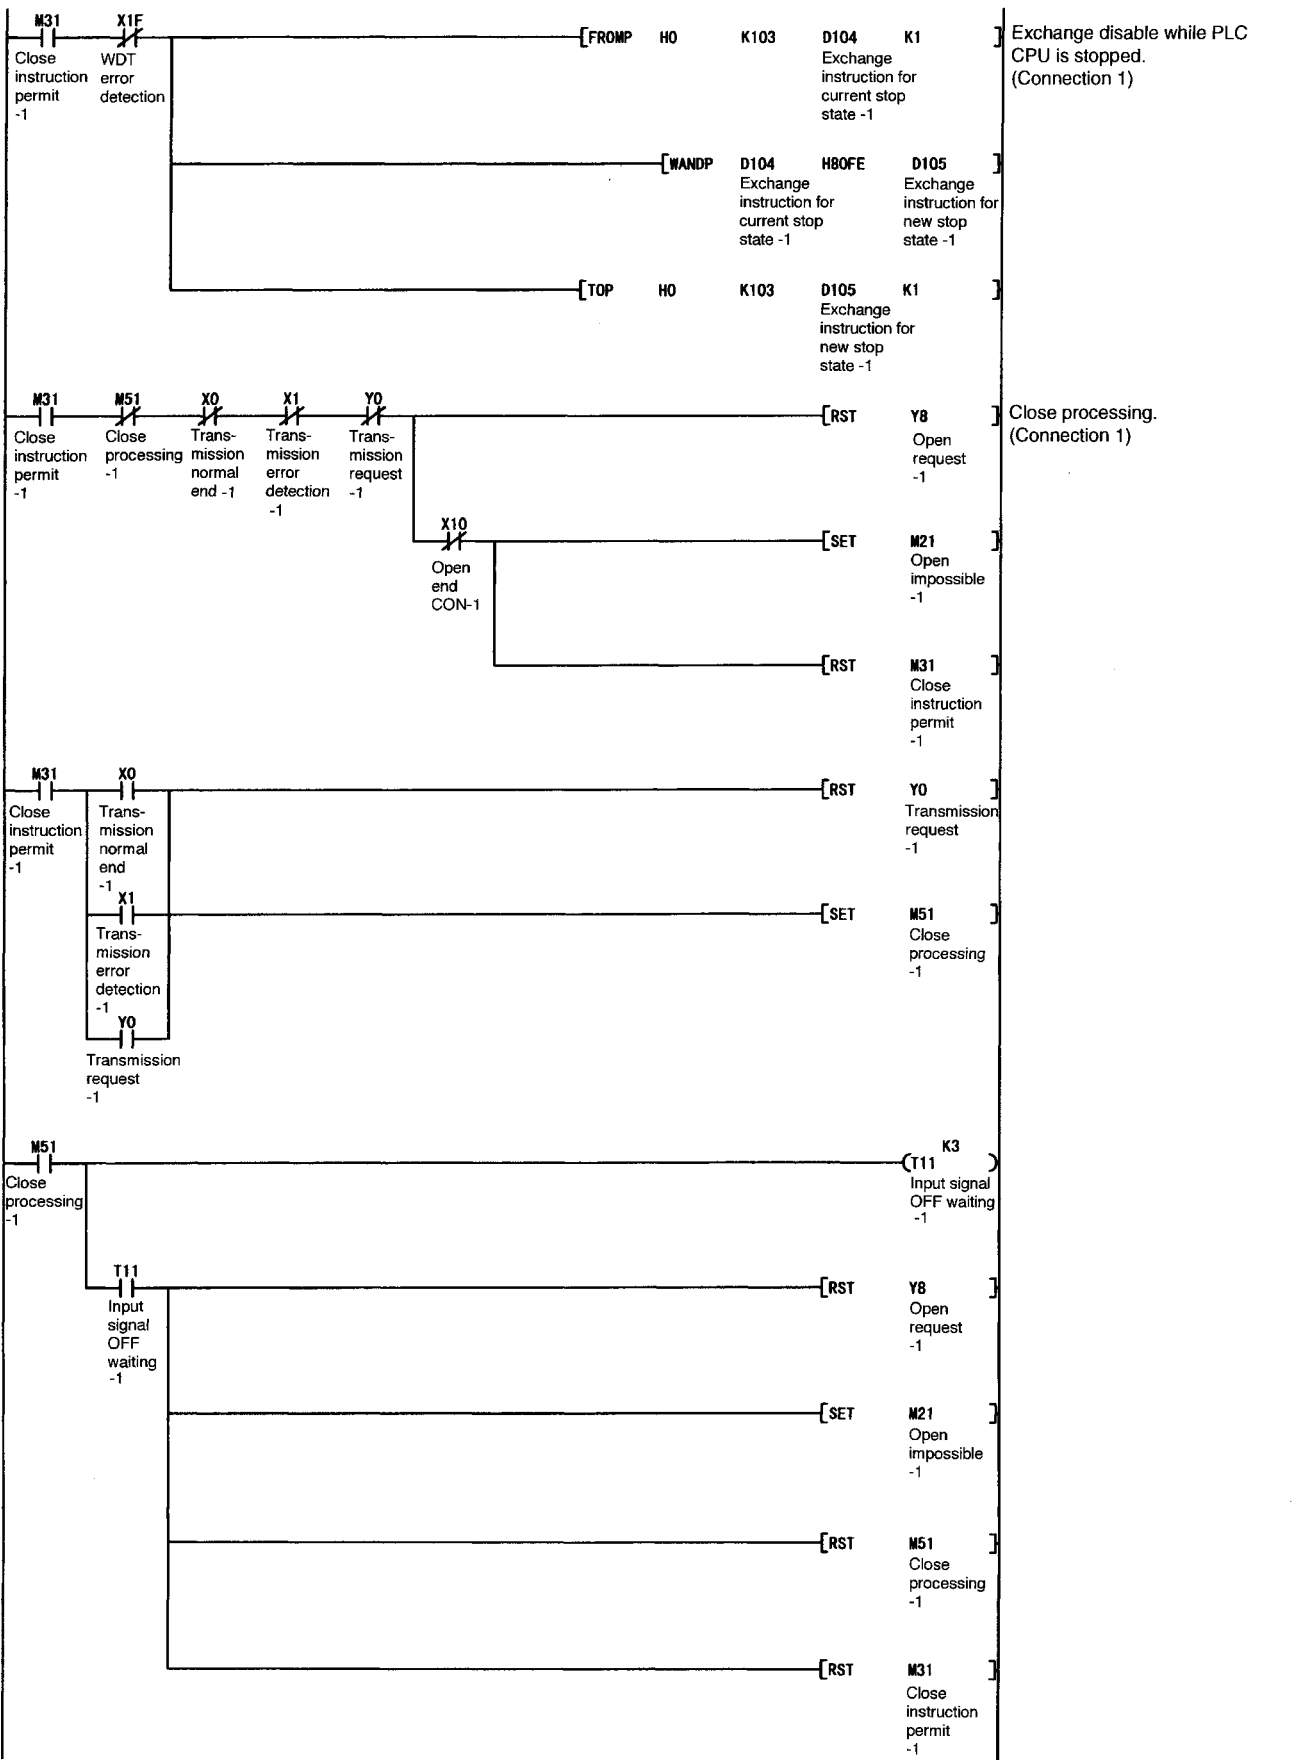 M31 X1F
[FROMP H0 K103 D104 K1 ]
Exchange disable while PLC
CPU is stopped.
(Connection 1)
Close
instruction
permit
-1
WDT
error
detection
Exchange
instruction for
current stop
state -1
[WANDP D104 H80FE D105 ]
Exchange
instruction for
current stop
state -1
Exchange
instruction for
new stop
state -1
[TOP H0 K103 D105 K1 ]
Exchange
instruction for
new stop
state -1
M31 M51 X0 X1 Y0
[RST Y8 ]
Close processing.
(Connection 1)
Close
instruction
permit
-1
Close
processing
-1
Trans-
mission
normal
end -1
Trans-
mission
error
detection
-1
Trans-
mission
request
-1
Open
request
-1
X10
[SET M21 ]
Open
end
CON-1
Open
impossible
-1
[RST M31 ]
Close
instruction
permit
-1
M31 X0
[RST Y0 ]
Close
instruction
permit
-1
Trans-
mission
normal
end
-1
Transmission
request
-1
X1
[SET M51 ]
Trans-
mission
error
detection
-1
Close
processing
-1
Y0
Transmission
request
-1
M51
K3
(T11 )
Close
processing
-1
Input signal
OFF waiting
-1
T11
[RST Y8 ]
Input
signal
OFF
waiting
-1
Open
request
-1
[SET M21 ]
Open
impossible
-1
[RST M51 ]
Close
processing
-1
[RST M31 ]
Close
instruction
permit
-1